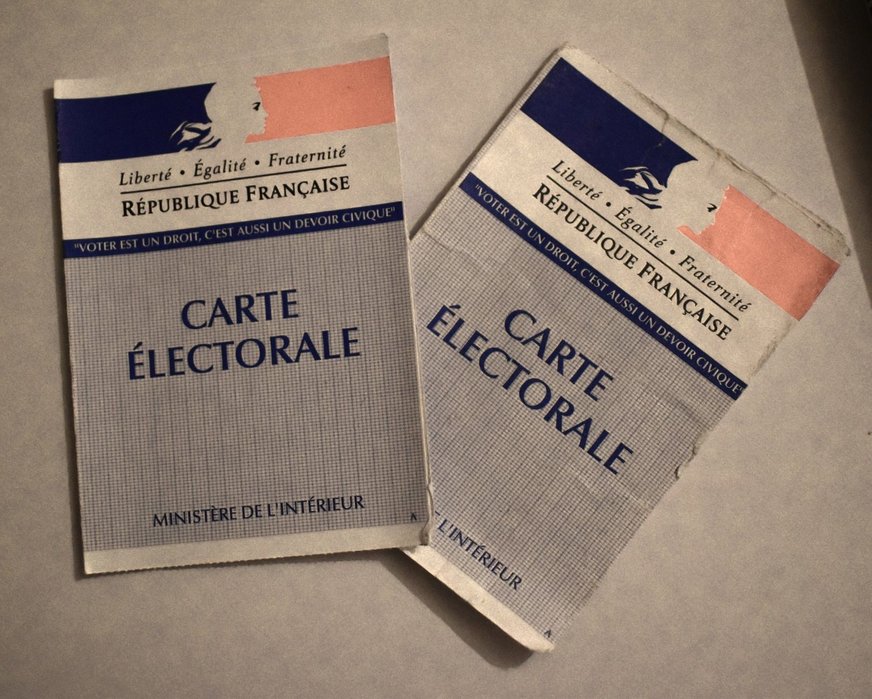 Liberté • Égalité • Fraternité
RÉPUBLIQUE FRANÇAISE
"VOTER EST UN DROIT, C'EST AUSSI UN DEVOIR CIVIQUE"
CARTE
ÉLECTORALE
MINISTÈRE DE L'INTÉRIEUR
A
Liberté • Égalité • Fraternité
RÉPUBLIQUE FRANÇAISE
"VOTER EST UN DROIT, C'EST AUSSI UN DEVOIR CIVIQUE"
CARTE
ÉLECTORALE
L'INTÉRIEUR
A